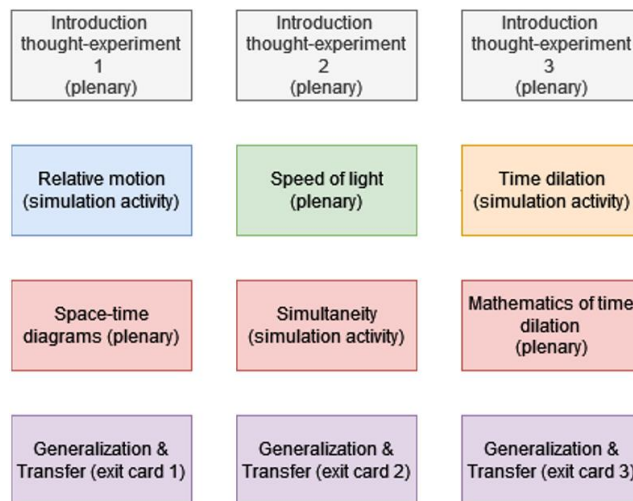 Introduction
thought-experiment
1
(plenary)
Introduction
thought-experiment
2
(plenary)
Introduction
thought-experiment
3
(plenary)
Relative motion
(simulation activity)
Speed of light
(plenary)
Time dilation
(simulation activity)
Space-time
diagrams (plenary)
Simultaneity
(simulation activity)
Mathematics of time
dilation
(plenary)
Generalization &
Transfer (exit card 1)
Generalization &
Transfer (exit card 2)
Generalization &
Transfer (exit card 3)